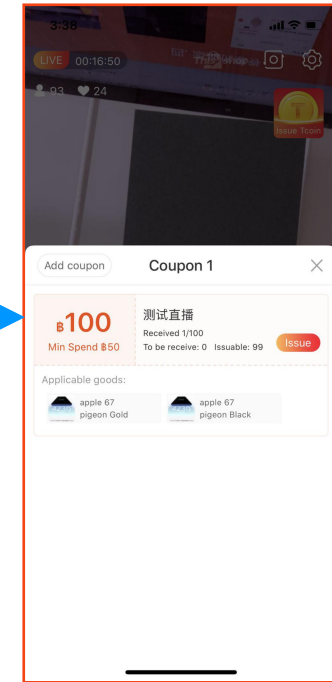 3:38
LIVE 00:16:50
93 24
Issue Tcoin
Add coupon
Coupon 1
฿100
Min Spend ฿50
测试直播
Received 1/100
To be receive: 0 Issuable: 99
Issue
Applicable goods:
apple 67
pigeon Gold
apple 67
pigeon Black